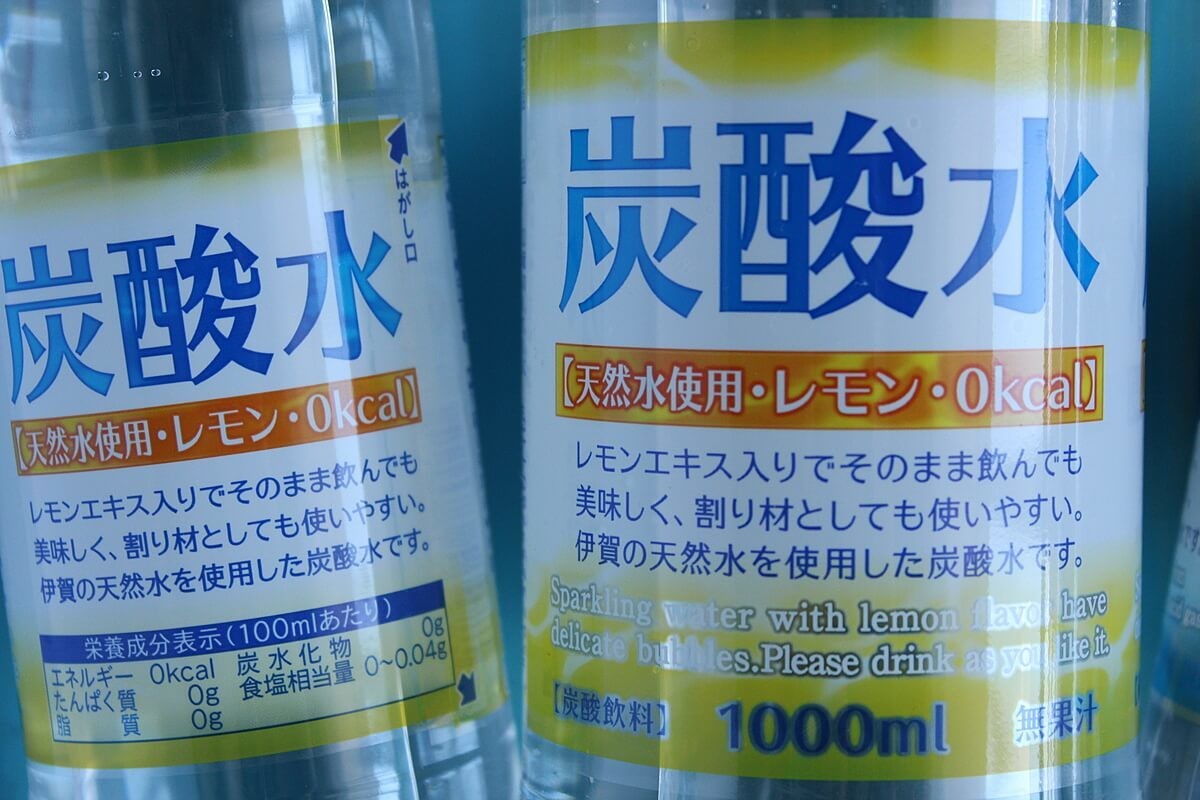 炭酸水
はがし口
【天然水使用・レモン・0kcal】
レモンエキス入りでそのまま飲んでも
美味しく、割り材としても使いやすい。
伊賀の天然水を使用した炭酸水です。
栄養成分表示(100mlあたり)
エネルギー 0kcal 炭水化物 0g
たんぱく質 0g 食塩相当量 0~0.04g
脂質 0g
炭酸水
【天然水使用・レモン・0kcal】
レモンエキス入りでそのまま飲んでも
美味しく、割り材としても使いやすい。
伊賀の天然水を使用した炭酸水です。
Sparkling water with lemon flavor have
delicate bubbles.Please drink as you like it.
【炭酸飲料】 1000ml 無果汁